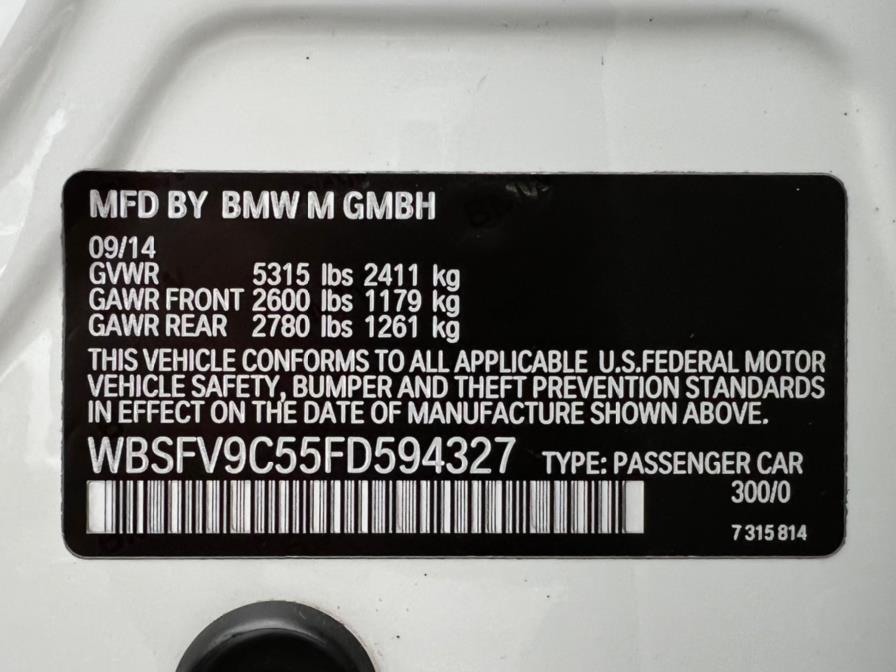 MFD BY BMW M GMBH
09/14
GVWR 5315 lbs 2411 kg
GAWR FRONT 2600 lbs 1179 kg
GAWR REAR 2780 lbs 1261 kg
THIS VEHICLE CONFORMS TO ALL APPLICABLE U.S.FEDERAL MOTOR
VEHICLE SAFETY, BUMPER AND THEFT PREVENTION STANDARDS
IN EFFECT ON THE DATE OF MANUFACTURE SHOWN ABOVE.
WBSFV9C55FD594327 TYPE: PASSENGER CAR
300/0
7 315 814